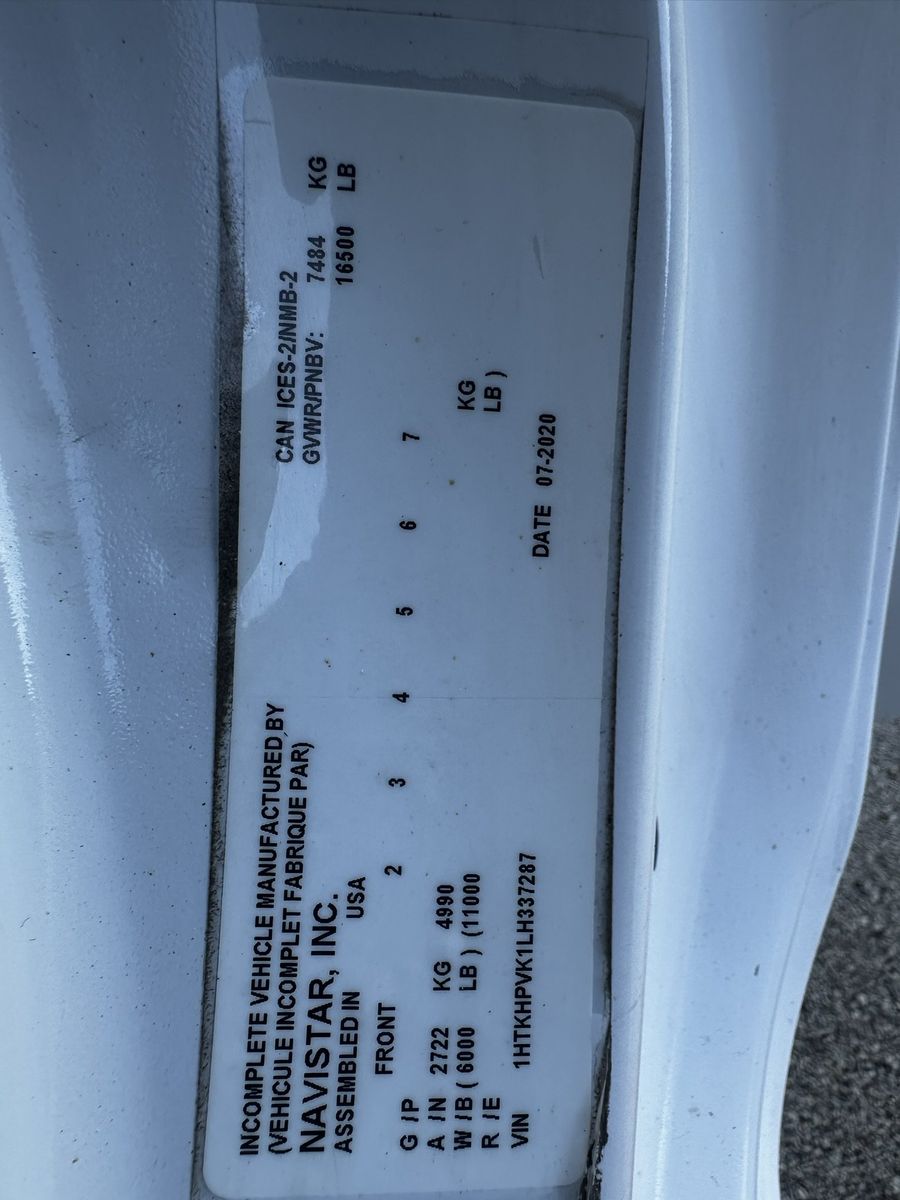 INCOMPLETE VEHICLE MANUFACTURED BY
(VEHICULE INCOMPLET FABRIQUE PAR)
NAVISTAR, INC.
ASSEMBLED IN USA
CAN ICES-2/NMB-2
GVWR/PNBV: 7484 KG
16500 LB
FRONT 2 3 4 5 6 7
G /P
A /N 2722 KG 4990 KG
W/B ( 6000 LB ) (11000 LB )
R /E
VIN 1HTKHPVK1LH337287 DATE 07-2020